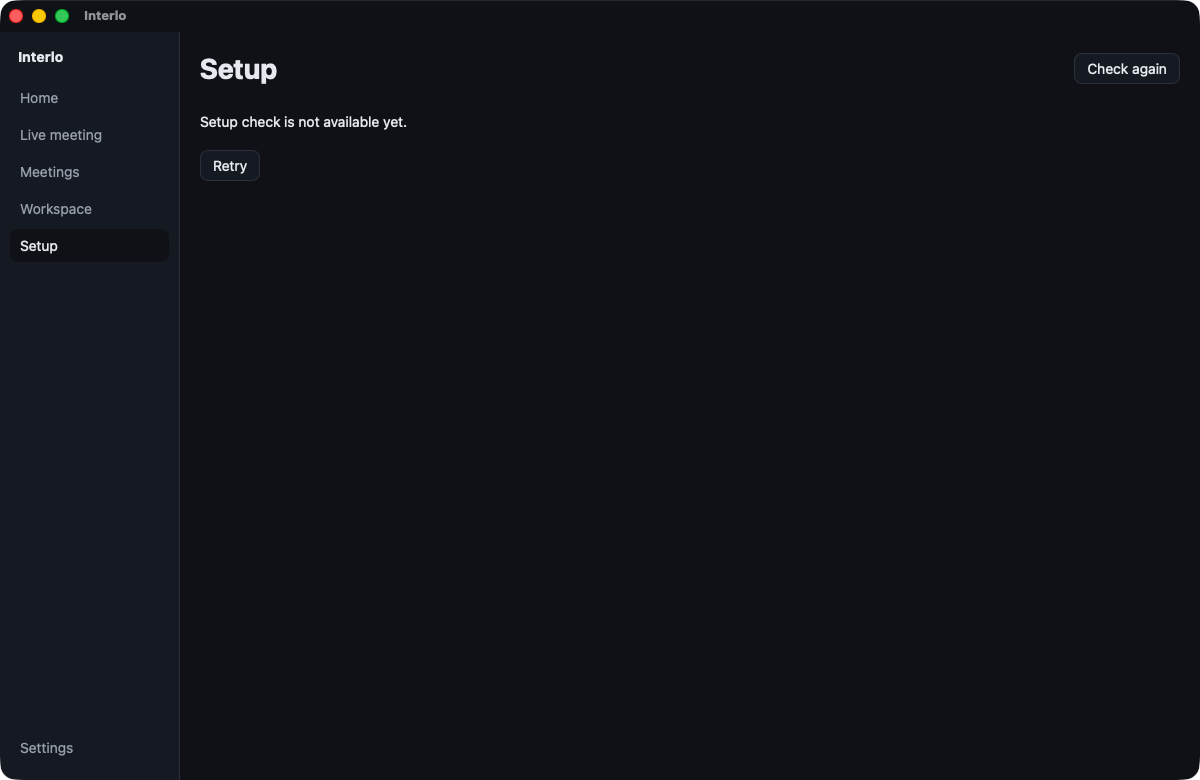 Interlo
Interlo
Home
Live meeting
Meetings
Workspace
Setup
Settings
Setup
Check again
Setup check is not available yet.
Retry